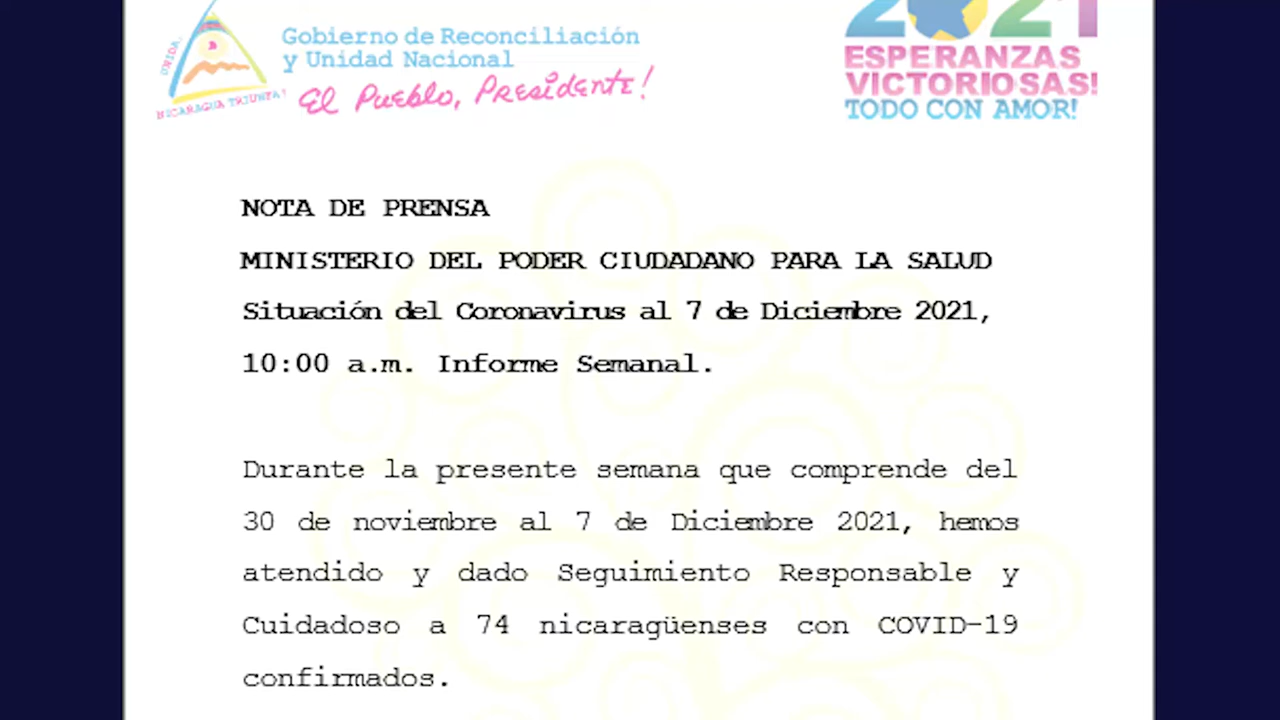 Gobierno de Reconciliación
y Unidad Nacional
El Pueblo, Presidente!
UNIDA,
NICARAGUA TRIUNFA!
2021
ESPERANZAS
VICTORIOSAS!
TODO CON AMOR!
NOTA DE PRENSA
MINISTERIO DEL PODER CIUDADANO PARA LA SALUD
Situación del Coronavirus al 7 de Diciembre 2021,
10:00 a.m. Informe Semanal.
Durante la presente semana que comprende del
30 de noviembre al 7 de Diciembre 2021, hemos
atendido y dado Seguimiento Responsable y
Cuidadoso a 74 nicaragüenses con COVID-19
confirmados.